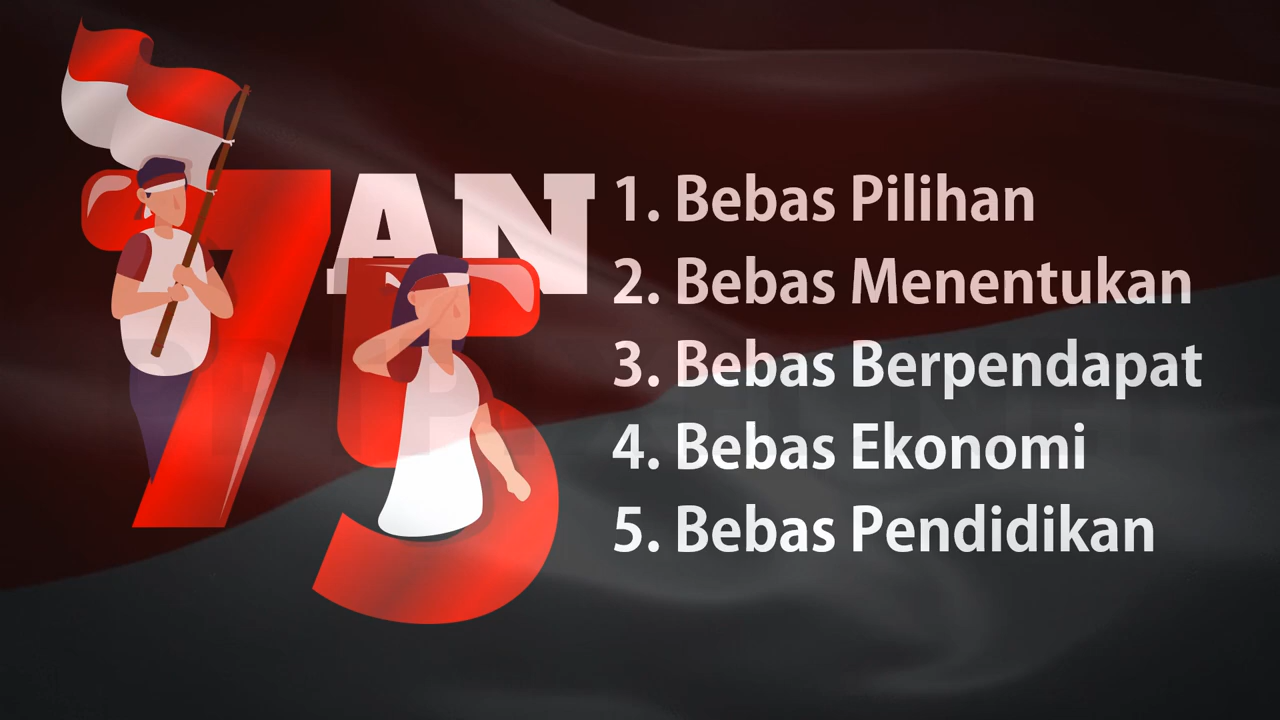 75
AN
1. Bebas Pilihan
2. Bebas Menentukan
3. Bebas Berpendapat
4. Bebas Ekonomi
5. Bebas Pendidikan